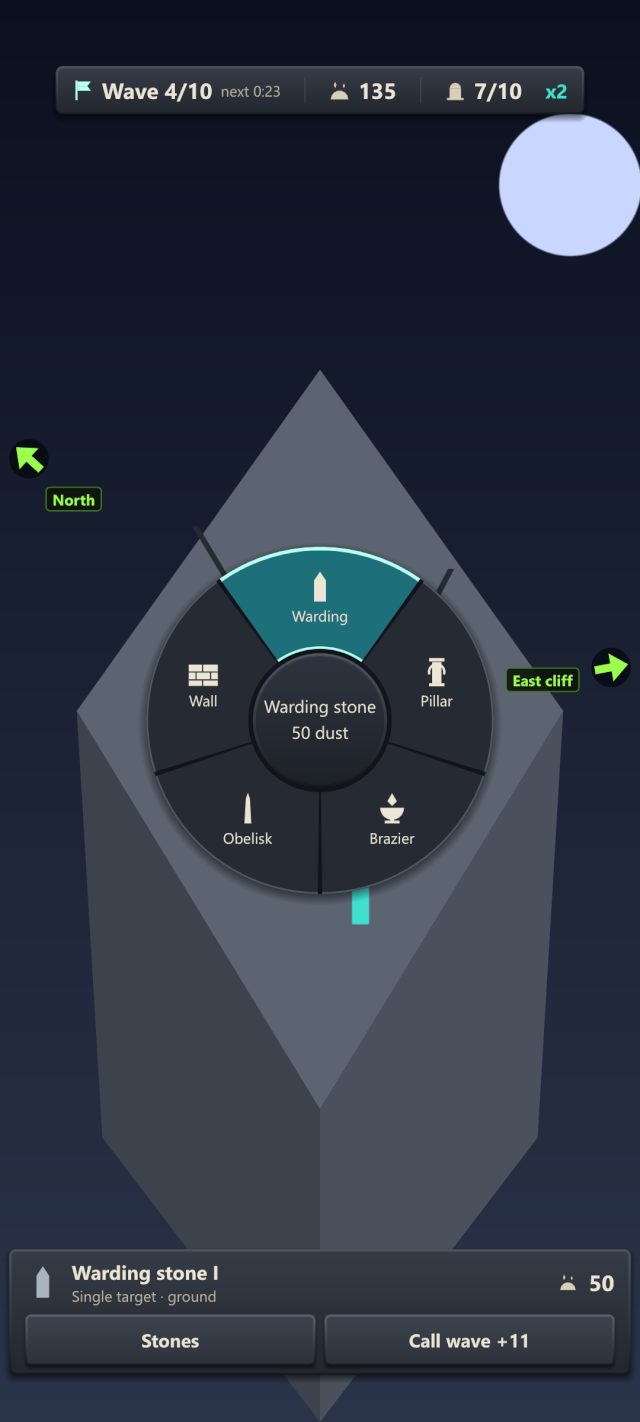 Wave 4/10 next 0:23 135 7/10 x2
North
Warding
Wall
Pillar
East cliff
Warding stone
50 dust
Obelisk
Brazier
Warding stone I
50
Single target · ground
Stones
Call wave +11